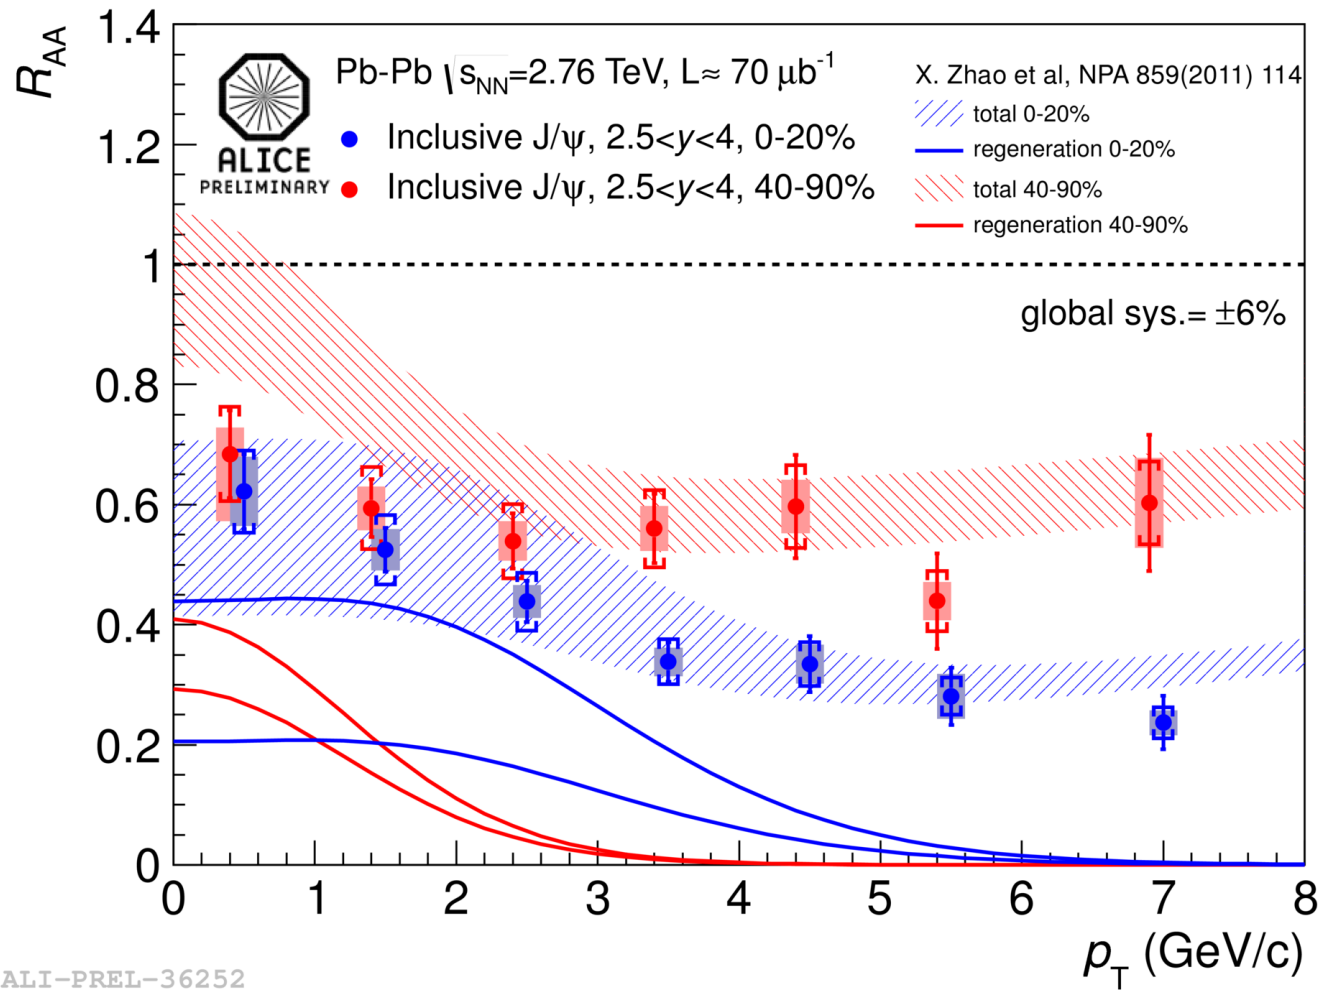 R_AA
1.4
1.2
1
0.8
0.6
0.4
0.2
0
ALICE
PRELIMINARY
Pb-Pb √s_NN=2.76 TeV, L≈ 70 μb^-1
Inclusive J/ψ, 2.5<y<4, 0-20%
Inclusive J/ψ, 2.5<y<4, 40-90%
X. Zhao et al, NPA 859(2011) 114
total 0-20%
regeneration 0-20%
total 40-90%
regeneration 40-90%
global sys.= ±6%
0 1 2 3 4 5 6 7 8
p_T (GeV/c)
ALI-PREL-36252